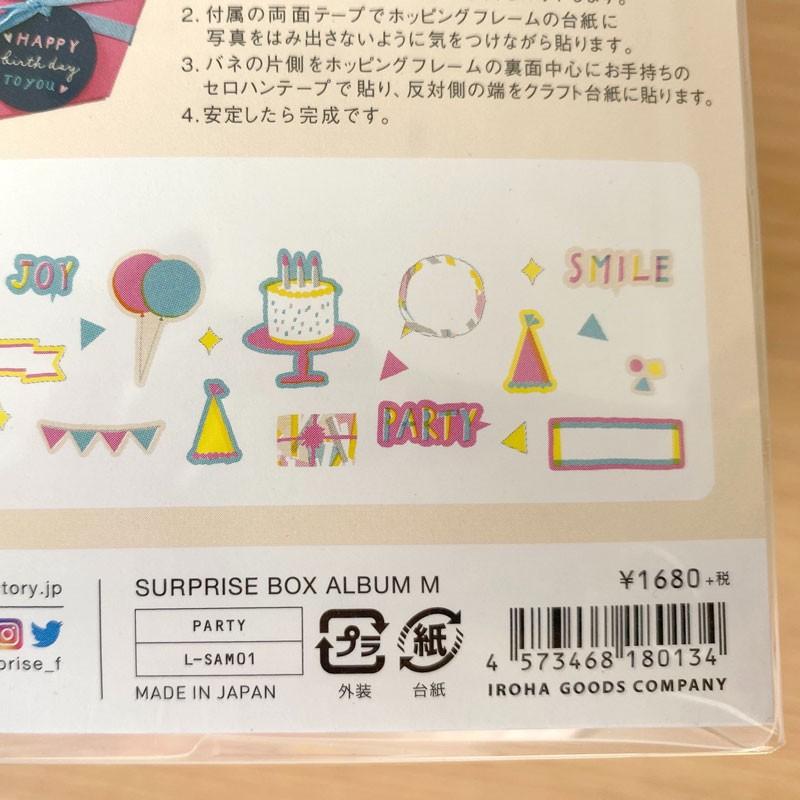 2. 付属の両面テープでホッピングフレームの台紙に
写真をはみ出さないように気をつけながら貼ります。
3. バネの片側をホッピングフレームの裏面中心にお手持ちの
セロハンテープで貼り、反対側の端をクラフト台紙に貼ります。
4. 安定したら完成です。
HAPPY
birthday
TO YOU
JOY
SMILE
PARTY
tory.jp
prise_f
SURPRISE BOX ALBUM M
PARTY
L-SAM01
MADE IN JAPAN
プラ
外装
紙
台紙
¥1680+税
4 573468 180134
IROHA GOODS COMPANY